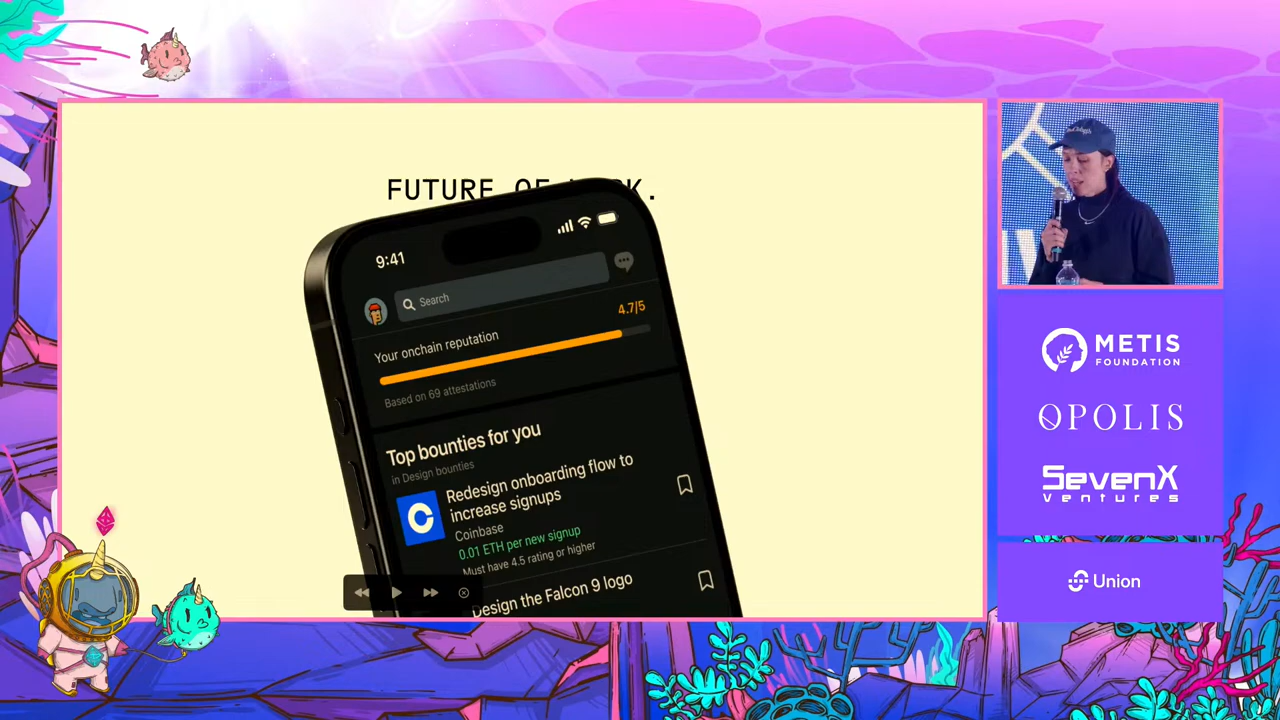 FUTURE OF WORK.
9:41
Search
4.7/5
Your onchain reputation
Based on 69 attestations
Top bounties for you
in Design bounties
Redesign onboarding flow to
increase signups
Coinbase
0.01 ETH per new signup
Must have 4.5 rating or higher
Design the Falcon 9 logo
METIS
FOUNDATION
OPOLIS
SevenX
Ventures
Union